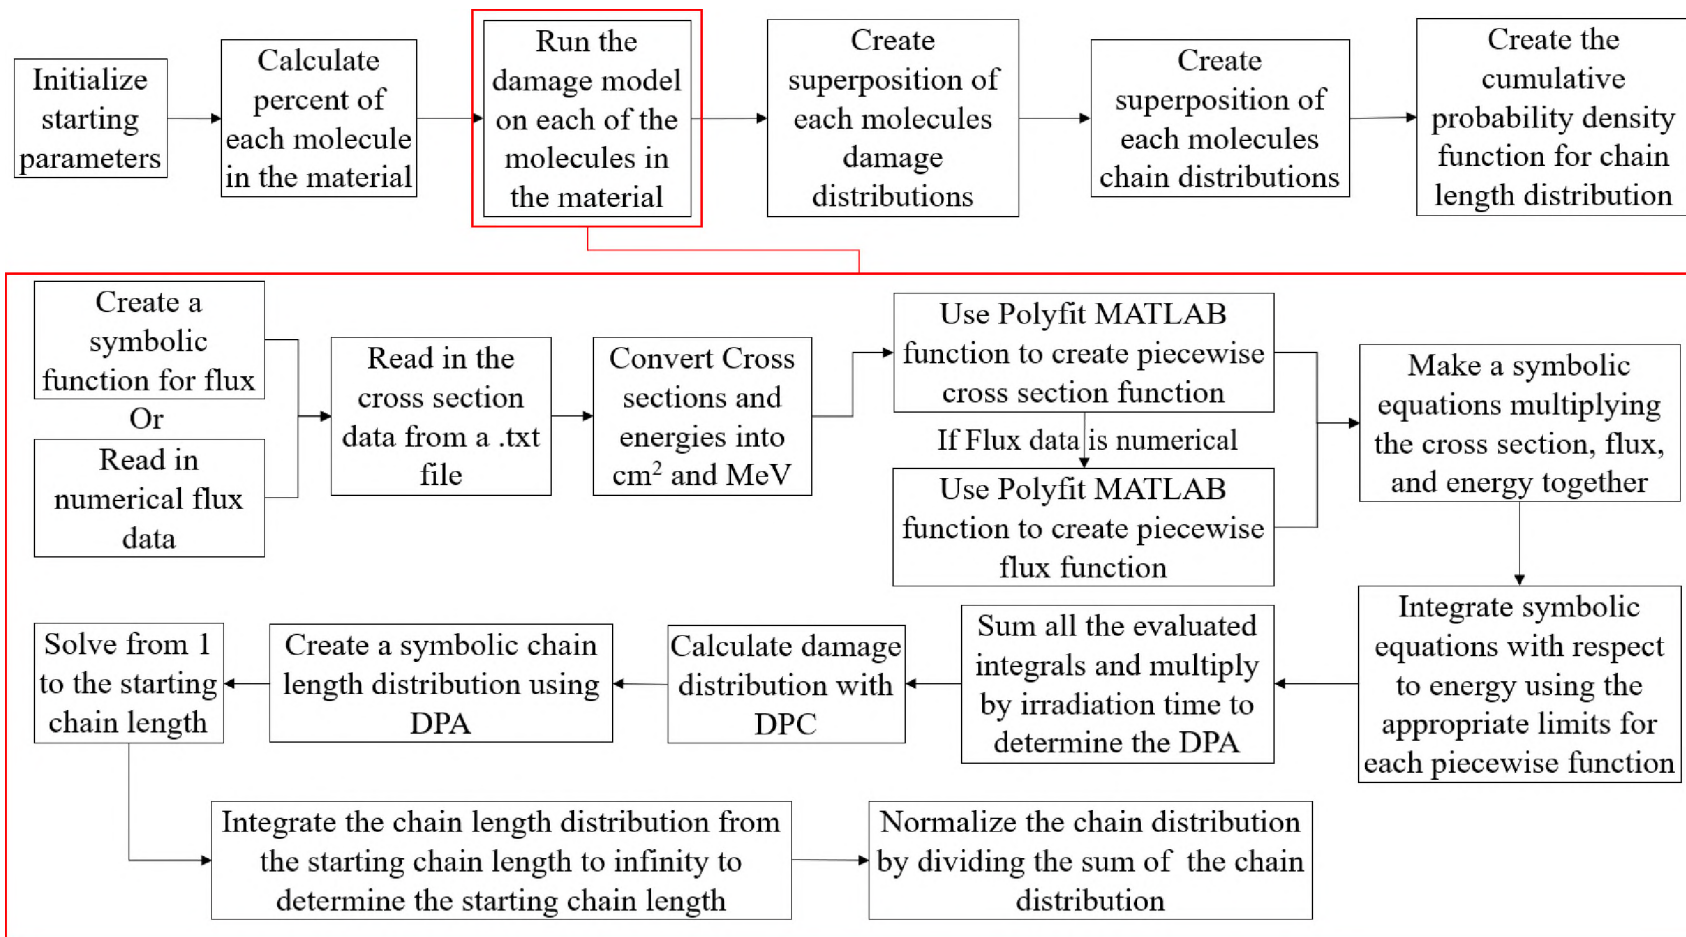 Initialize
starting
parameters
Calculate
percent of
each molecule
in the material
Run the
damage model
on each of the
molecules in
the material
Create
superposition of
each molecules
damage
distributions
Create
superposition of
each molecules
chain distributions
Create the
cumulative
probability density
function for chain
length distribution
Create a
symbolic
function for flux
Or
Read in
numerical flux
data
Read in the
cross section
data from a .txt
file
Convert Cross
sections and
energies into
cm² and MeV
Use Polyfit MATLAB
function to create piecewise
cross section function
If Flux data is numerical
Use Polyfit MATLAB
function to create piecewise
flux function
Make a symbolic
equations multiplying
the cross section, flux,
and energy together
Integrate symbolic
equations with respect
to energy using the
appropriate limits for
each piecewise function
Sum all the evaluated
integrals and multiply
by irradiation time to
determine the DPA
Calculate damage
distribution with
DPC
Create a symbolic chain
length distribution using
DPA
Solve from 1
to the starting
chain length
Integrate the chain length distribution from
the starting chain length to infinity to
determine the starting chain length
Normalize the chain distribution
by dividing the sum of the chain
distribution